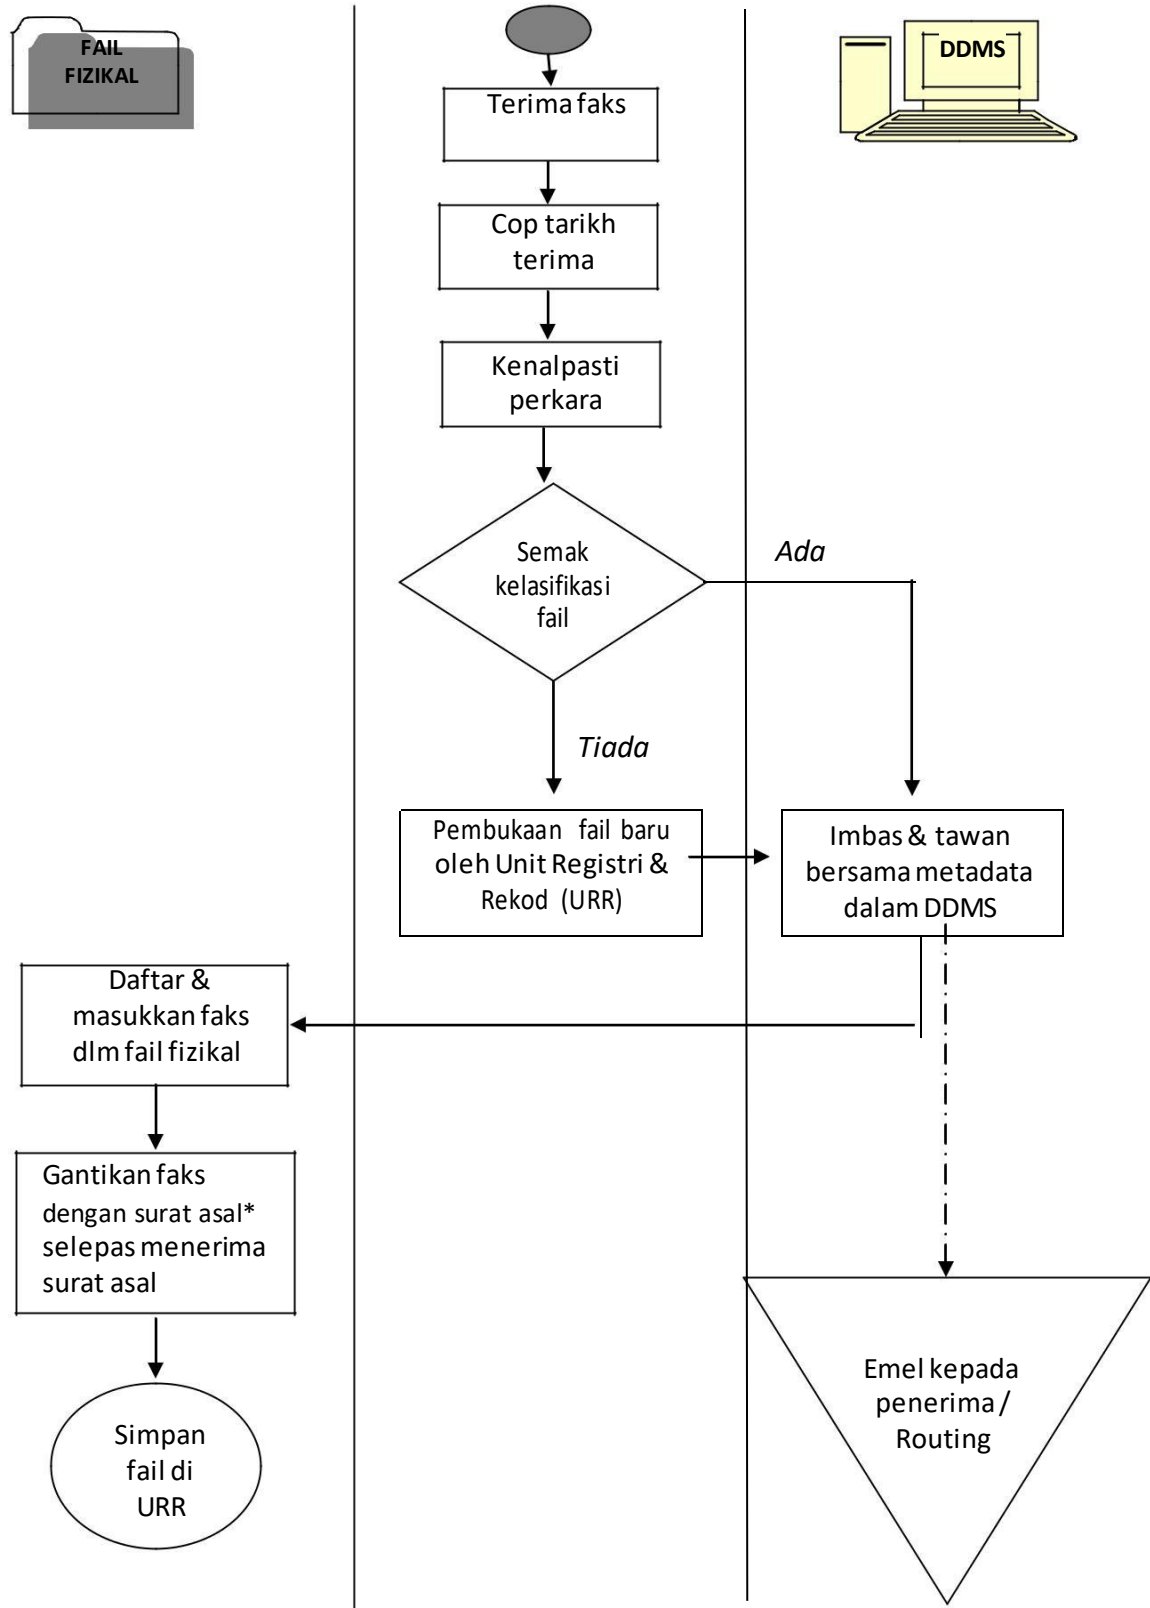 FAIL
FIZIKAL
DDMS
Terima faks
Cop tarikh
terima
Kenalpasti
perkara
Semak
kelasifikasi
fail
Ada
Tiada
Pembukaan fail baru
oleh Unit Registri &
Rekod (URR)
Imbas & tawan
bersama metadata
dalam DDMS
Daftar &
masukkan faks
dlm fail fizikal
Gantikan faks
dengan surat asal*
selepas menerima
surat asal
Simpan
fail di
URR
Emel kepada
penerima /
Routing